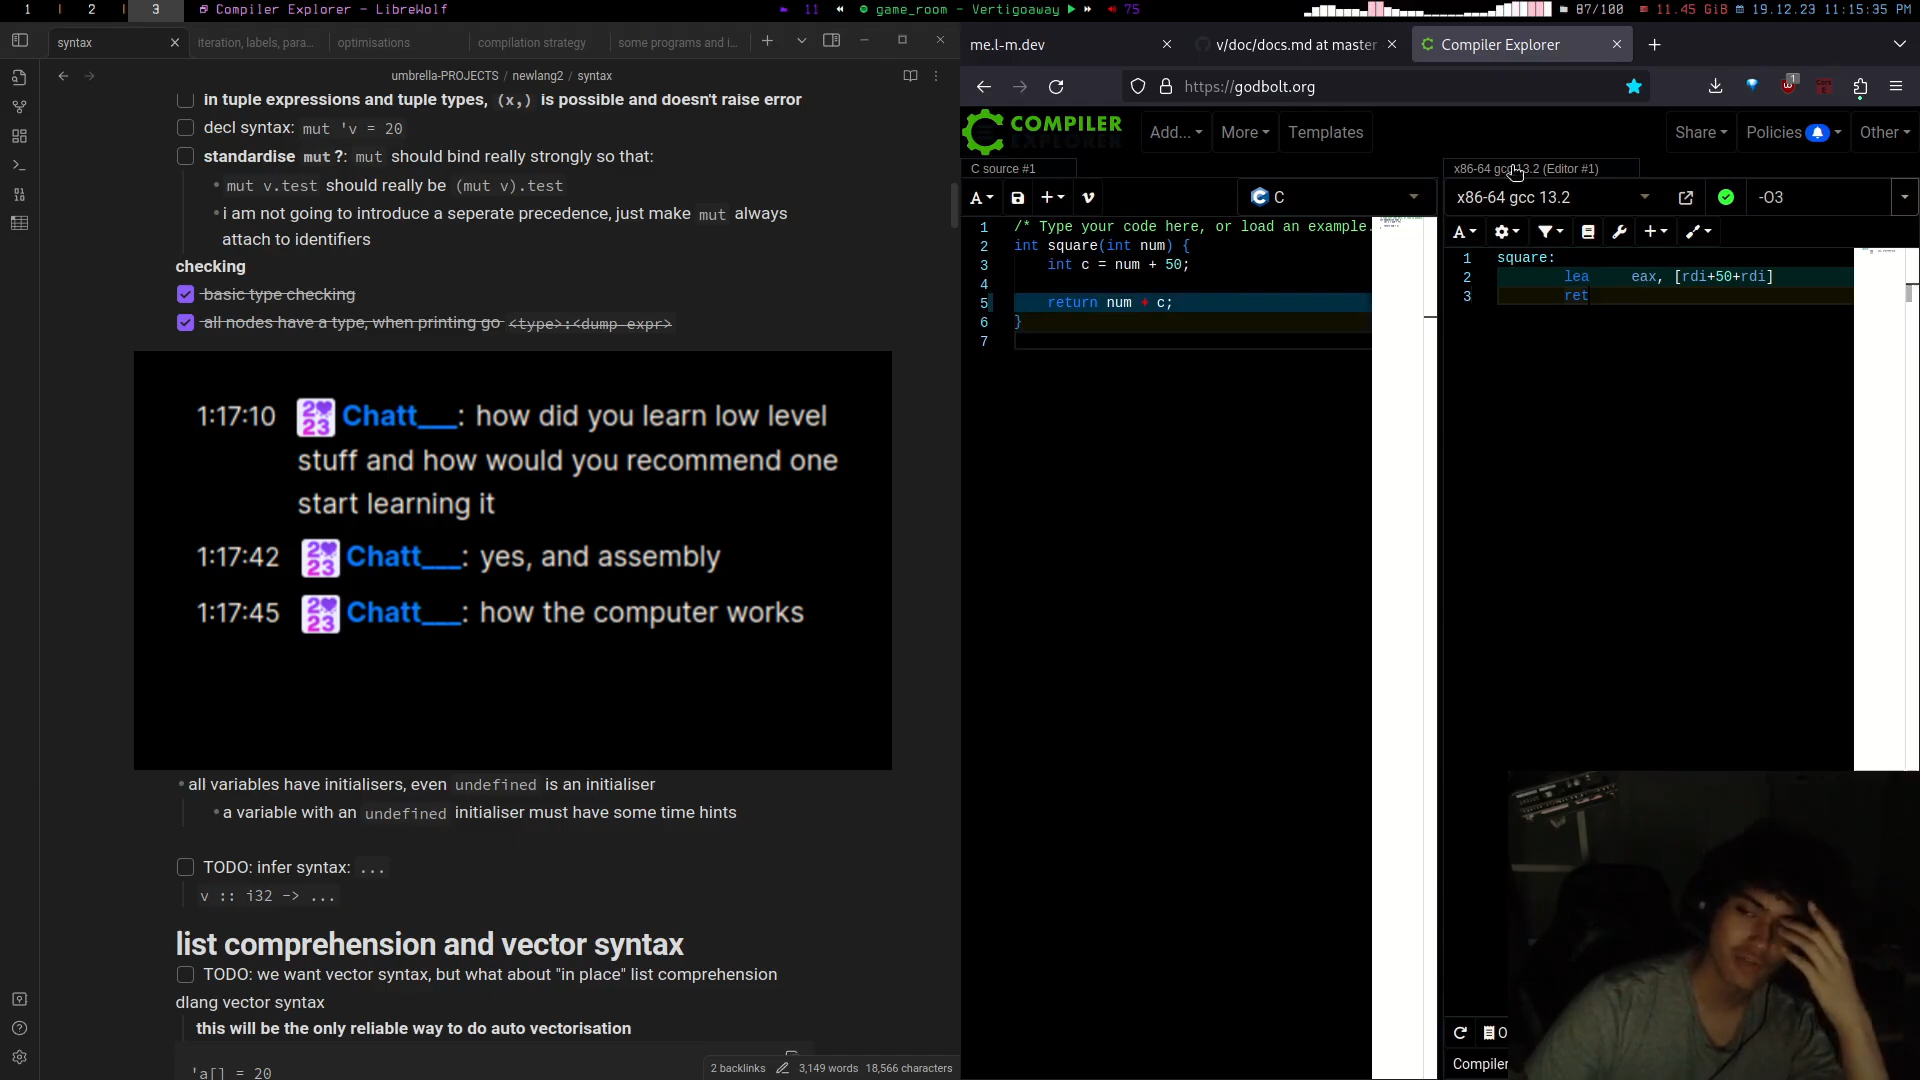 1 | 2 | 3 Compiler Explorer - LibreWolf
11 game_room - Vertigoaway 75
87/100 11.45 GiB 19.12.23 11:15:35 PM
syntax iteration, labels, para... optimisations compilation strategy some programs and i...
umbrella-PROJECTS / newlang2 / syntax
in tuple expressions and tuple types, (x,) is possible and doesn't raise error
decl syntax: mut 'v = 20
standardise mut?: mut should bind really strongly so that:
mut v.test should really be (mut v).test
i am not going to introduce a seperate precedence, just make mut always
attach to identifiers
checking
basic type checking
all nodes have a type, when printing go <type>:<dump expr>
1:17:10 Chatt___: how did you learn low level
stuff and how would you recommend one
start learning it
1:17:42 Chatt___: yes, and assembly
1:17:45 Chatt___: how the computer works
all variables have initialisers, even undefined is an initialiser
a variable with an undefined initialiser must have some time hints
TODO: infer syntax: ...
v :: i32 -> ...
list comprehension and vector syntax
TODO: we want vector syntax, but what about "in place" list comprehension
dlang vector syntax
this will be the only reliable way to do auto vectorisation
'a[] = 20
2 backlinks 3,149 words 18,566 characters
me.l-m.dev v/doc/docs.md at master Compiler Explorer
https://godbolt.org
COMPILER
EXPLORER
Add... More Templates Share Policies Other
C source #1
A C
1 /* Type your code here, or load an example.
2 int square(int num) {
3 int c = num + 50;
4
5 return num + c;
6 }
7
x86-64 gcc 13.2 (Editor #1)
x86-64 gcc 13.2 -O3
A
1 square:
2 lea eax, [rdi+50+rdi]
3 ret
Compiler